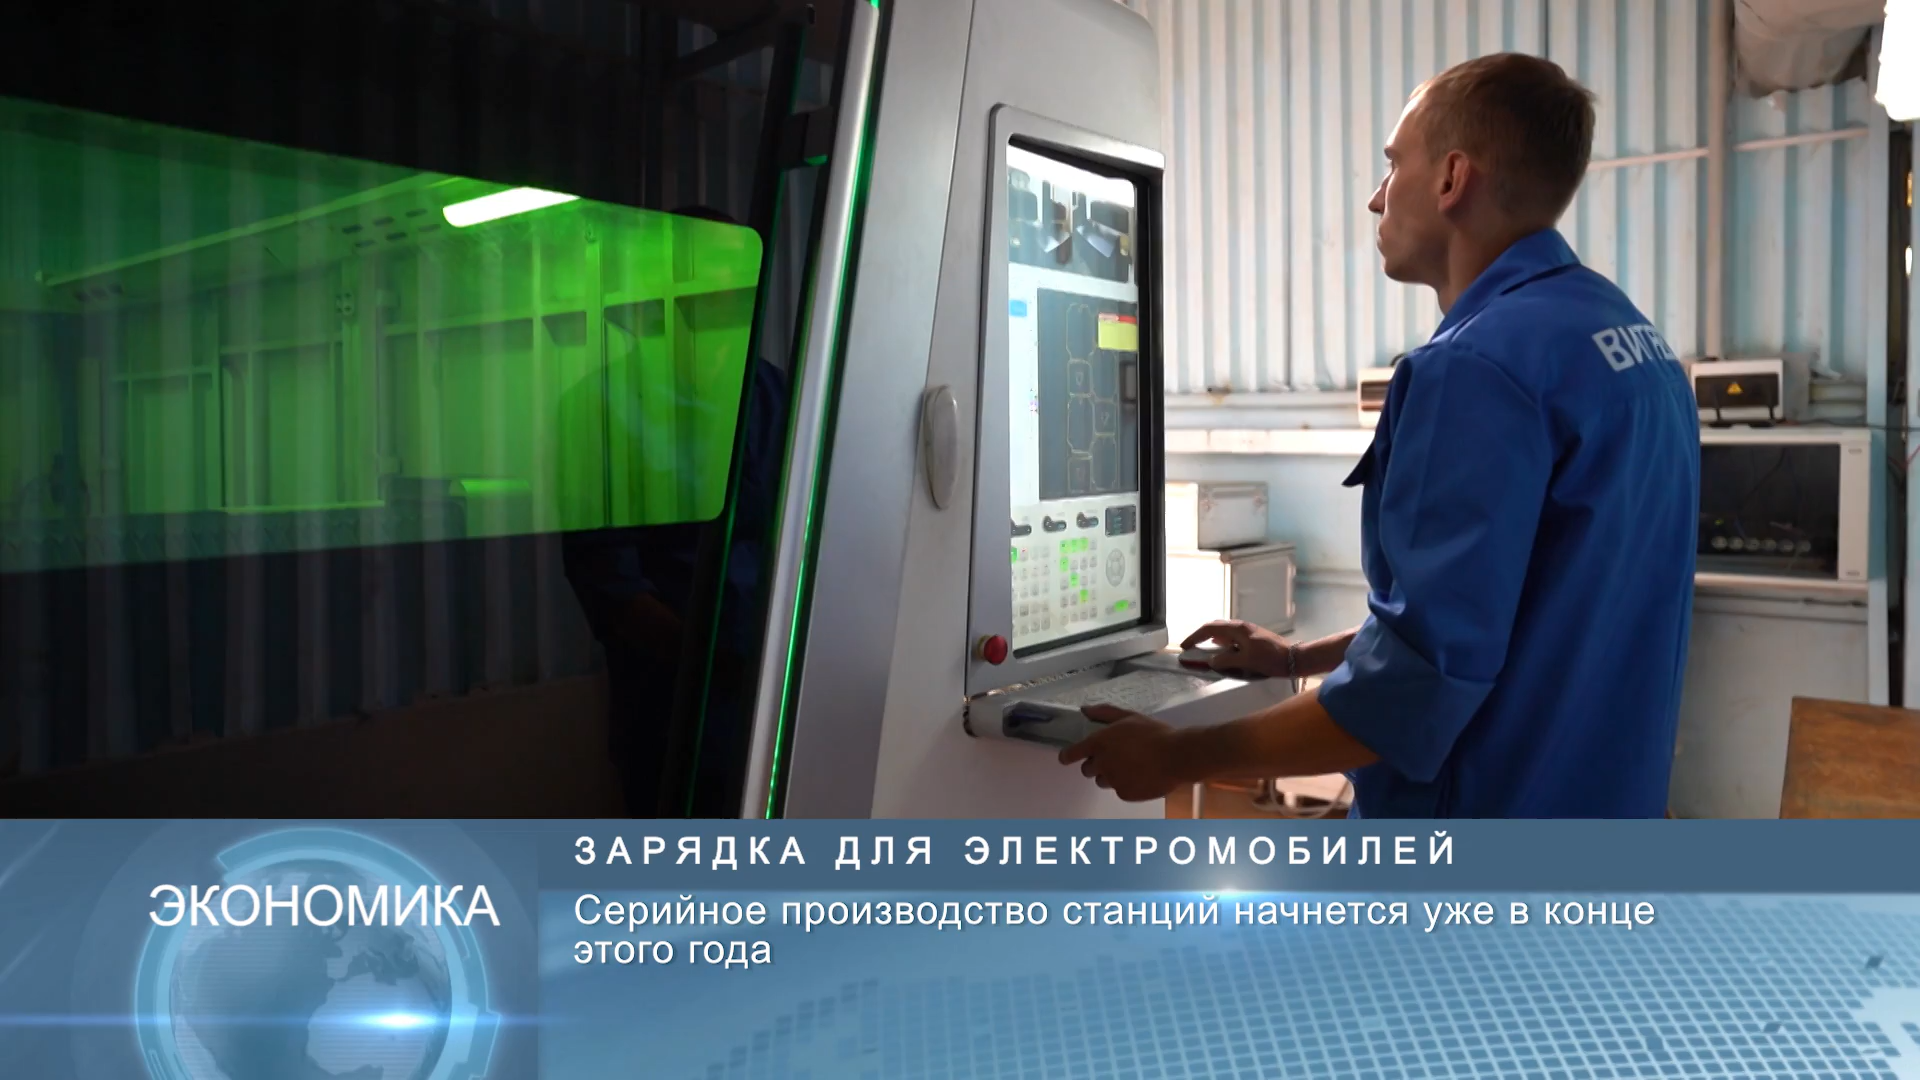 ЗАРЯДКА ДЛЯ ЭЛЕКТРОМОБИЛЕЙ
ЭКОНОМИКА
Серийное производство станций начнется уже в конце
этого года